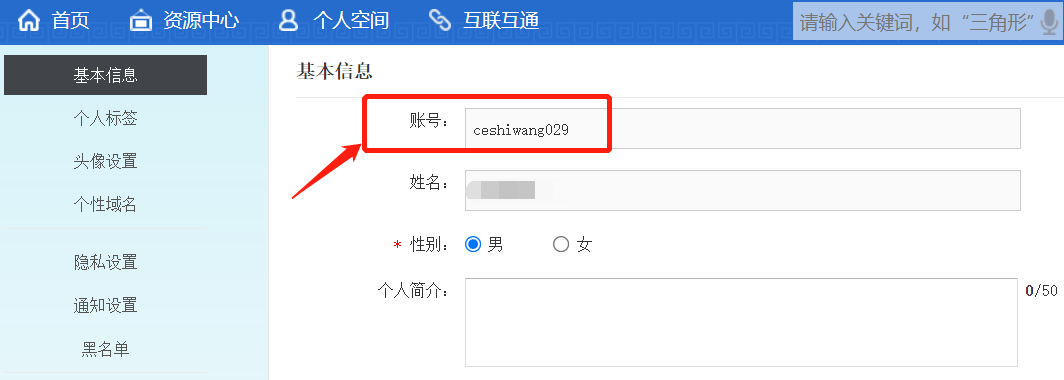 首页 资源中心 个人空间 互联互通 请输入关键词，如“三角形”
基本信息
个人标签
头像设置
个性域名
隐私设置
通知设置
黑名单
基本信息
账号： ceshiwang029
姓名：
* 性别： 男 女
个人简介： 0/50